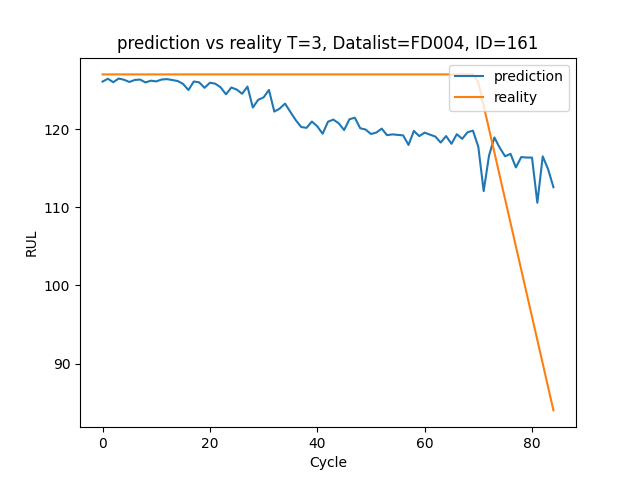 prediction vs reality T=3, Datalist=FD004, ID=161
prediction
reality
120
110
100
90
RUL
0 20 40 60 80
Cycle